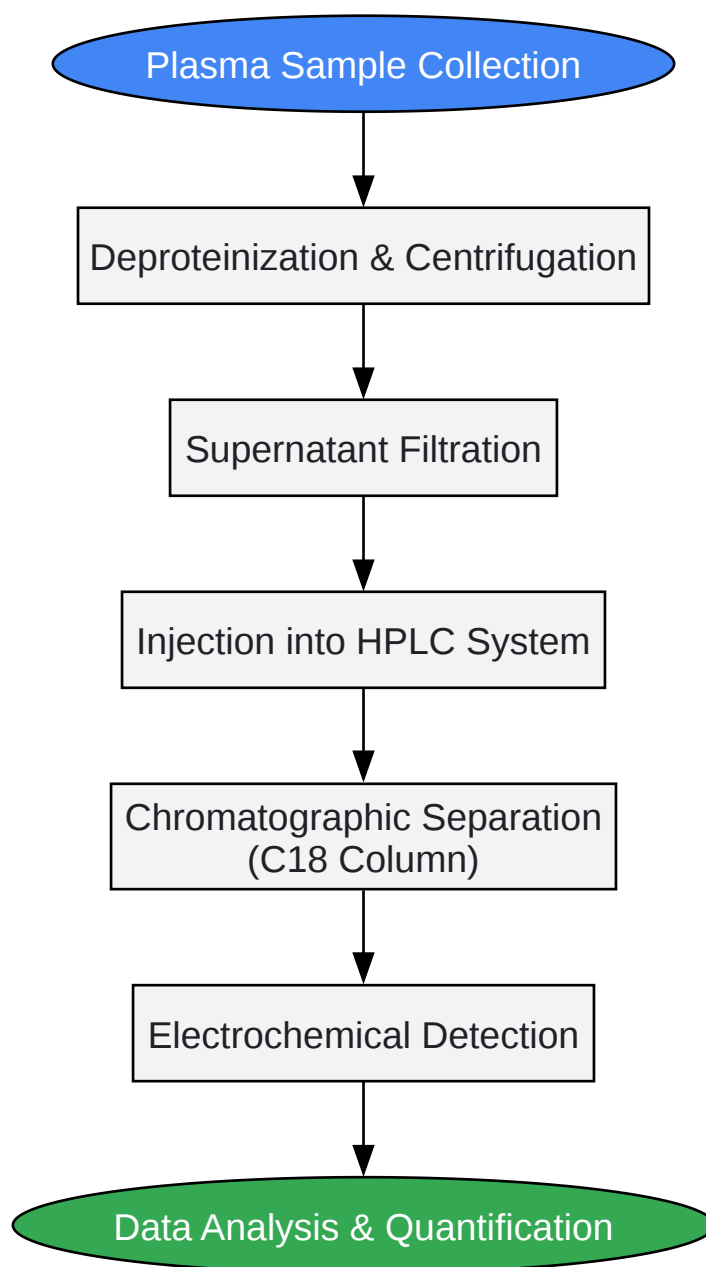 Plasma Sample Collection
Deproteinization & Centrifugation
Supernatant Filtration
Injection into HPLC System
Chromatographic Separation
(C18 Column)
Electrochemical Detection
Data Analysis & Quantification